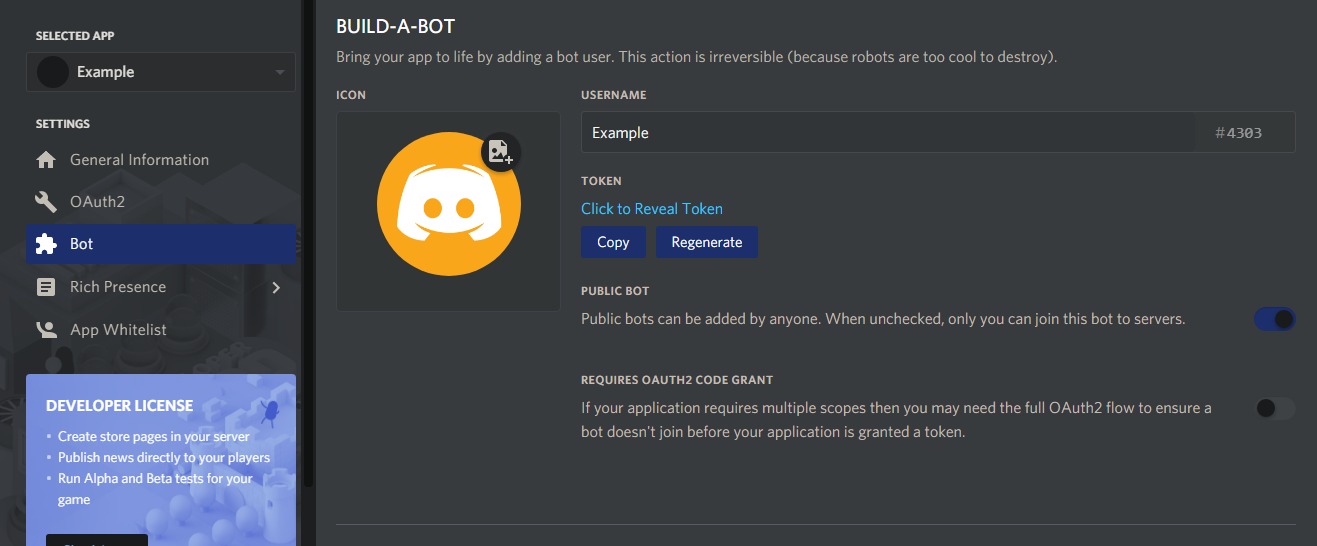 SELECTED APP
Example
SETTINGS
General Information
OAuth2
Bot
Rich Presence
App Whitelist
DEVELOPER LICENSE
• Create store pages in your server
• Publish news directly to your players
• Run Alpha and Beta tests for your
game
BUILD-A-BOT
Bring your app to life by adding a bot user. This action is irreversible (because robots are too cool to destroy).
ICON
USERNAME
Example #4303
TOKEN
Click to Reveal Token
Copy Regenerate
PUBLIC BOT
Public bots can be added by anyone. When unchecked, only you can join this bot to servers.
REQUIRES OAUTH2 CODE GRANT
If your application requires multiple scopes then you may need the full OAuth2 flow to ensure a
bot doesn't join before your application is granted a token.